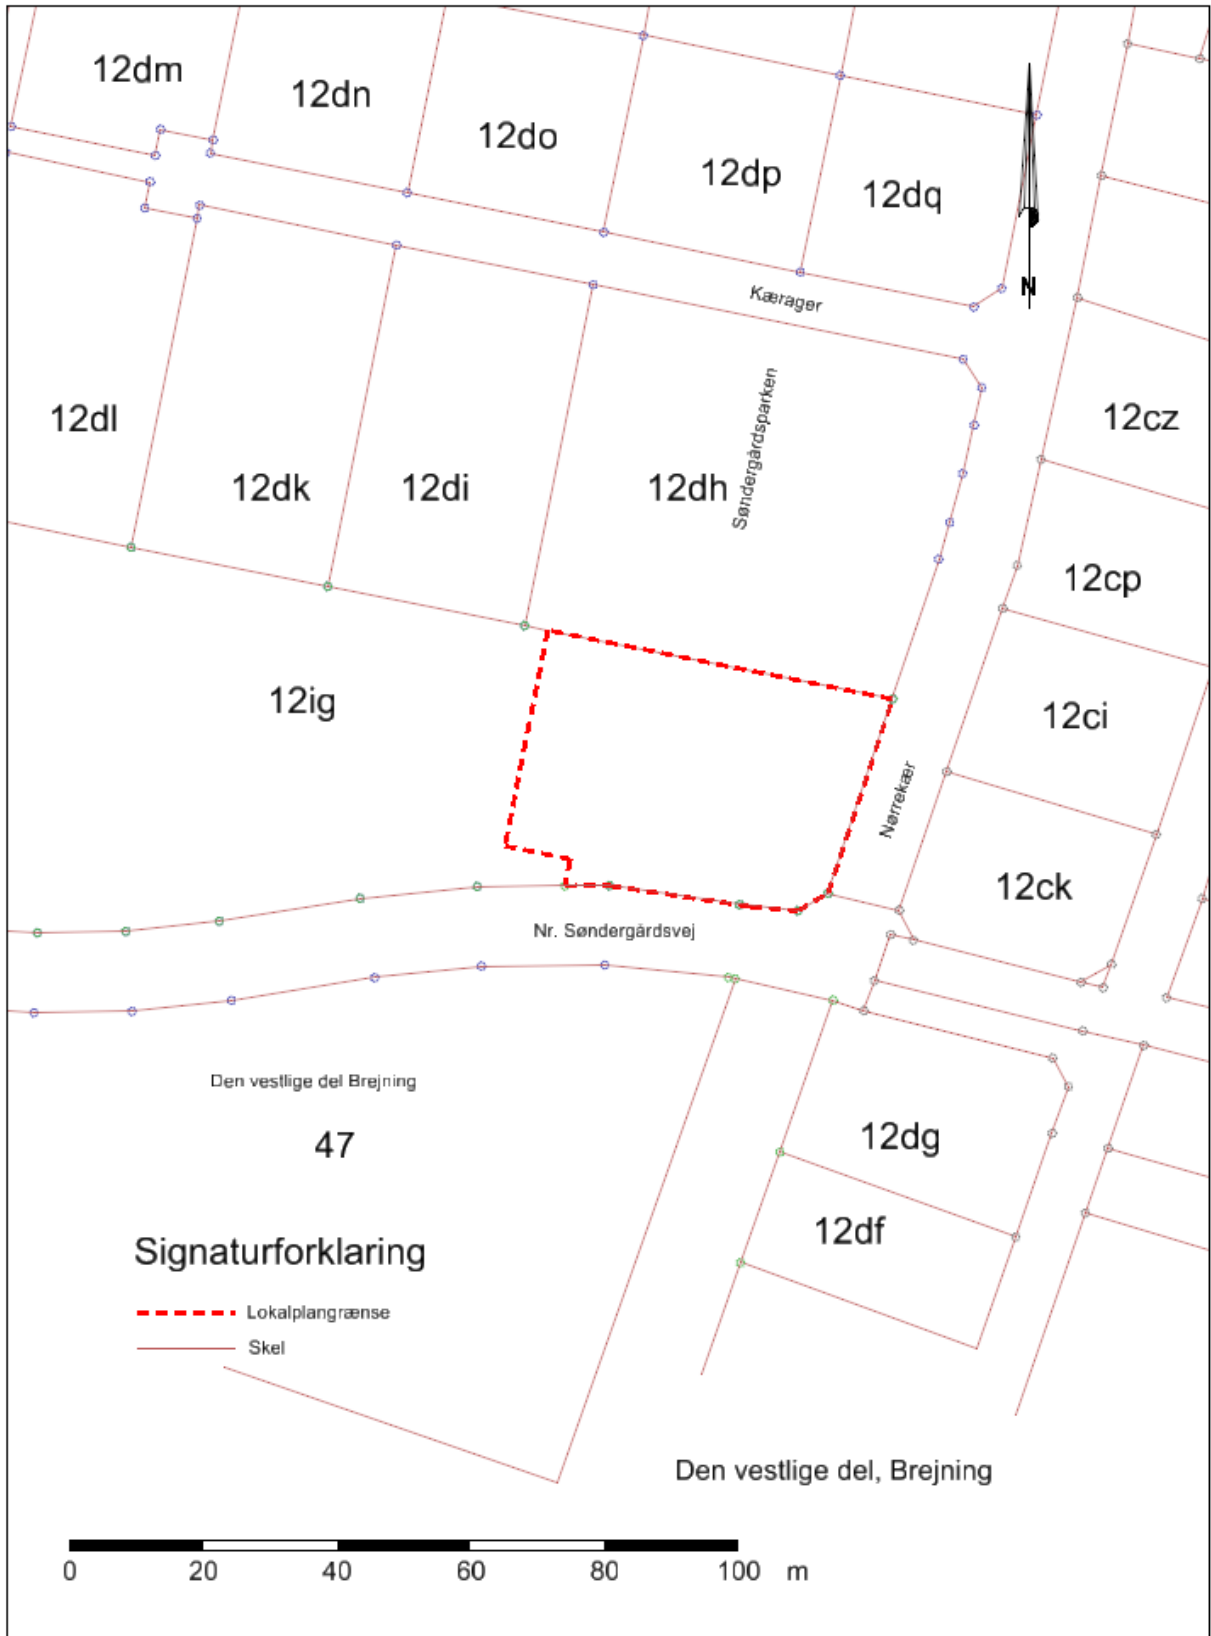 12dm
12dn
12do
12dp
12dq
N
Kærager
12dl
12dk
12di
12dh
Søndergårdsparken
12cz
12cp
12ig
12ci
Nørrekær
12ck
Nr. Søndergårdsvej
Den vestlige del Brejning
47
12dg
12df
Signaturforklaring
Lokalplangrænse
Skel
Den vestlige del, Brejning
0 20 40 60 80 100 m